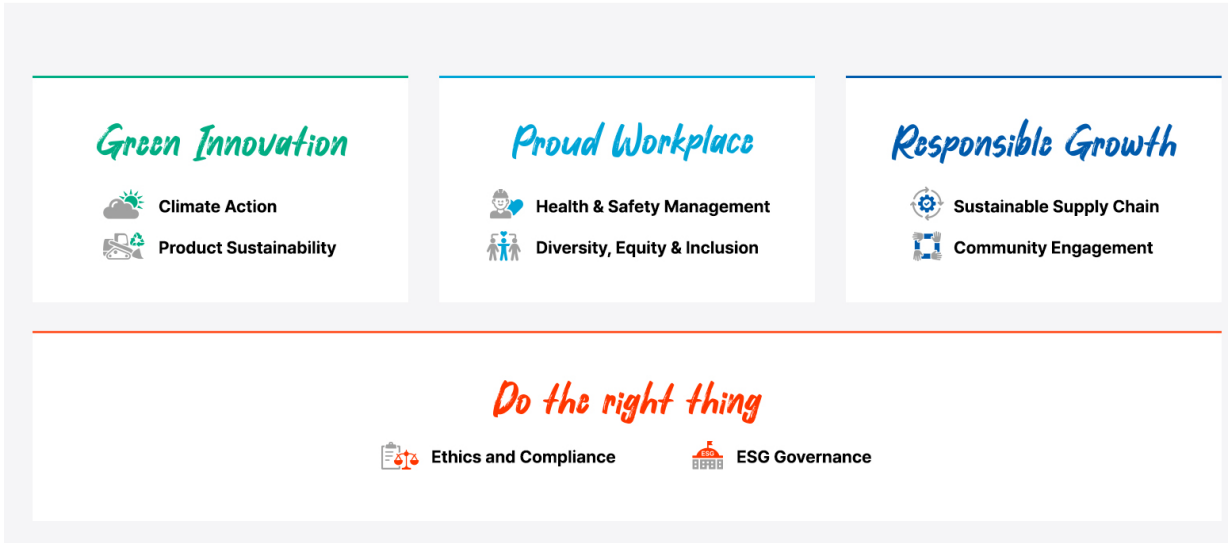 Green Innovation
Climate Action
Product Sustainability
Proud Workplace
Health & Safety Management
Diversity, Equity & Inclusion
Responsible Growth
Sustainable Supply Chain
Community Engagement
Do the right thing
Ethics and Compliance
ESG
ESG Governance